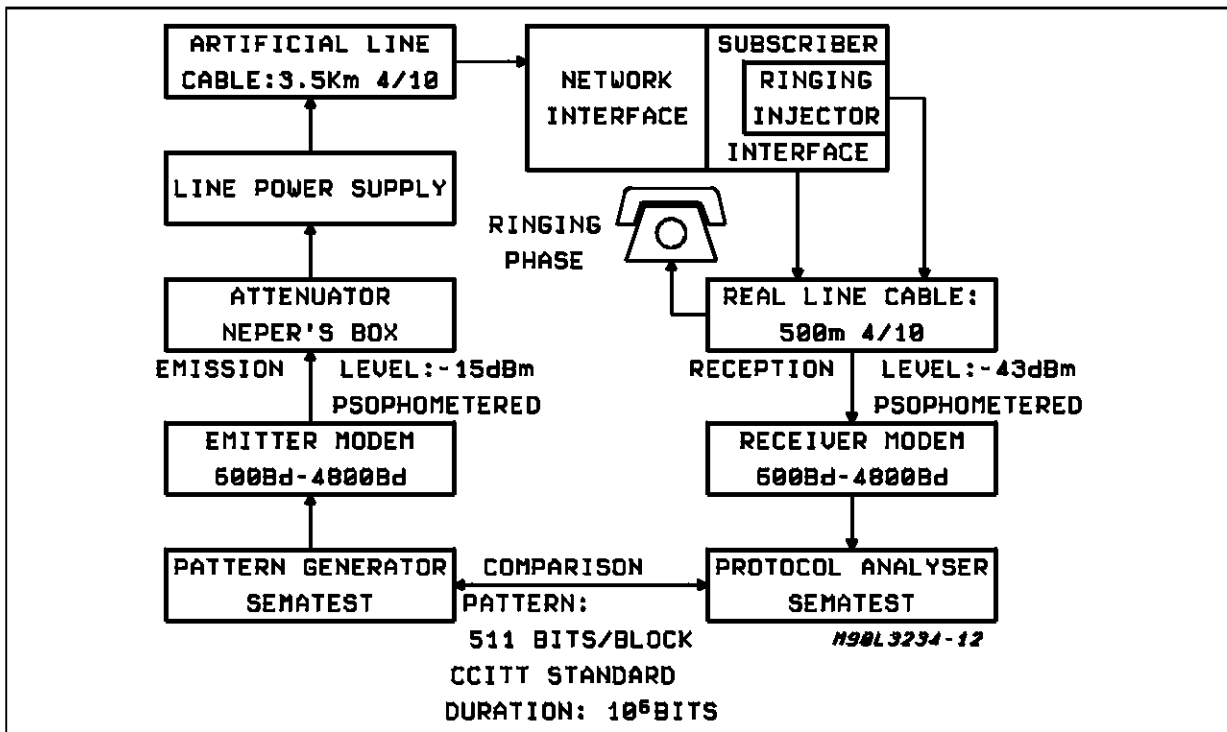 ARTIFICIAL LINE
CABLE:3.5Km 4/10
NETWORK
INTERFACE
SUBSCRIBER
RINGING
INJECTOR
INTERFACE
LINE POWER SUPPLY
RINGING
PHASE
ATTENUATOR
NEPER'S BOX
REAL LINE CABLE:
500m 4/10
EMISSION LEVEL:-15dBm
PSOPHOMETERED
RECEPTION LEVEL:-43dBm
PSOPHOMETERED
EMITTER MODEM
600Bd-4800Bd
RECEIVER MODEM
600Bd-4800Bd
PATTERN GENERATOR
SEMATEST
COMPARISON
PATTERN:
511 BITS/BLOCK
CCITT STANDARD
DURATION: 10⁶BITS
PROTOCOL ANALYSER
SEMATEST
M90L3234-12